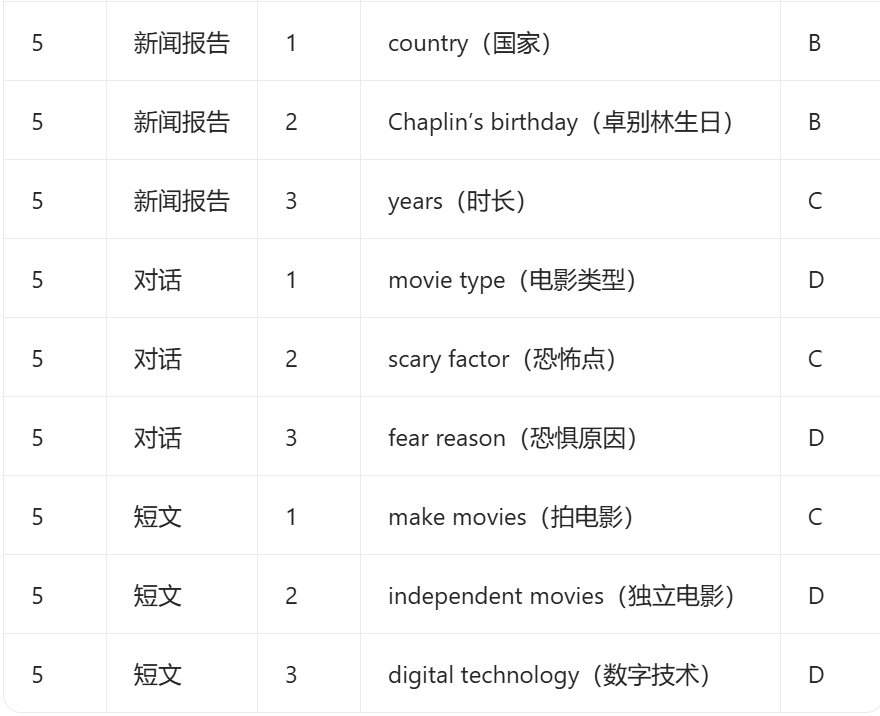 5 新闻报告 1 country（国家） B
5 新闻报告 2 Chaplin’s birthday（卓别林生日） B
5 新闻报告 3 years（时长） C
5 对话 1 movie type（电影类型） D
5 对话 2 scary factor（恐怖点） C
5 对话 3 fear reason（恐惧原因） D
5 短文 1 make movies（拍电影） C
5 短文 2 independent movies（独立电影） D
5 短文 3 digital technology（数字技术） D